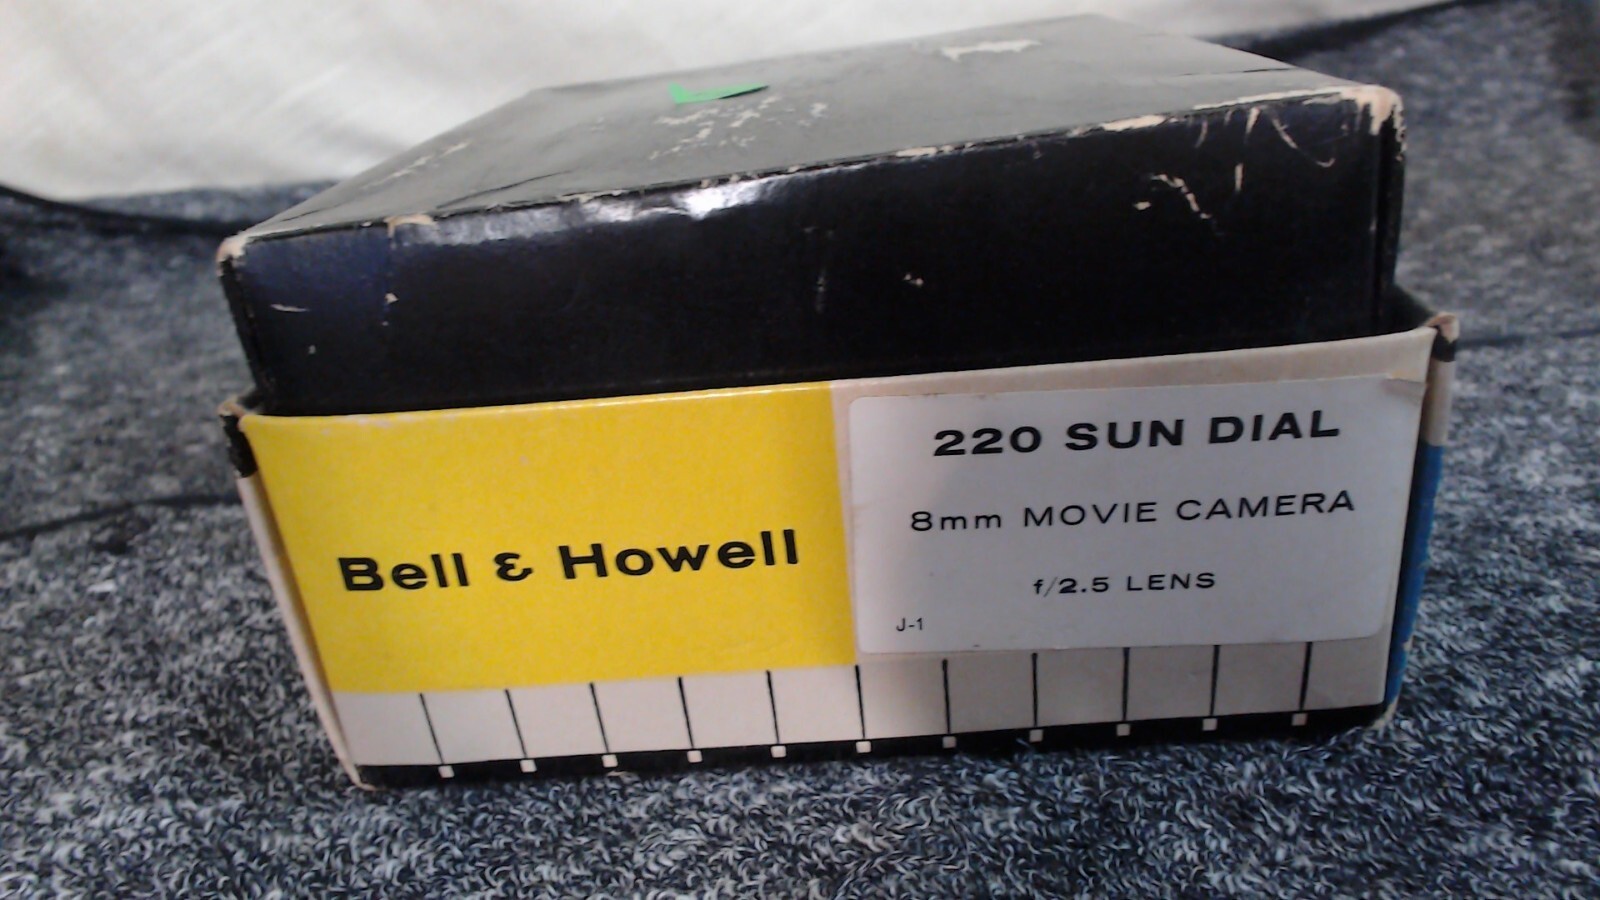 Bell & Howell
220 SUN DIAL
8mm MOVIE CAMERA
f/2.5 LENS
J-1